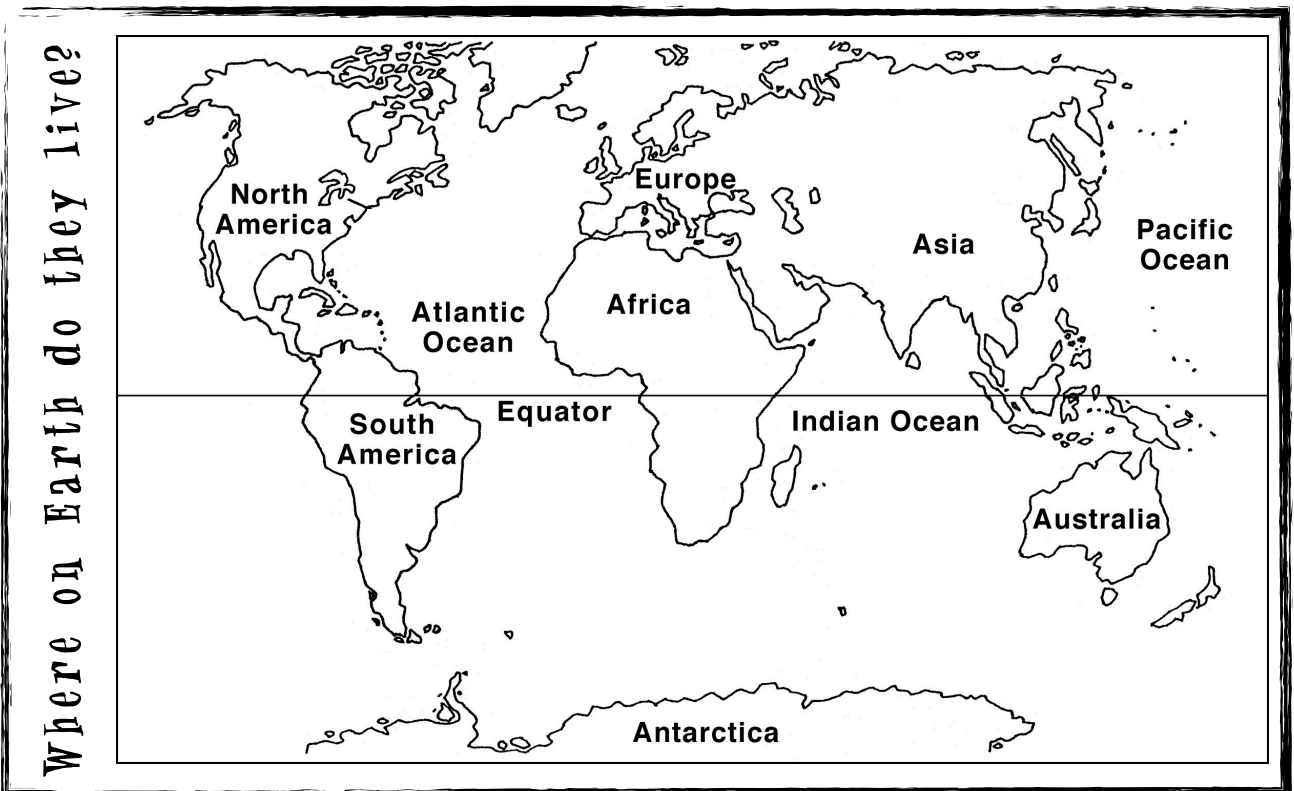 Where on Earth do they live?
North
America
Europe
Asia
Pacific
Ocean
Atlantic
Ocean
Africa
Equator
South
America
Indian Ocean
Australia
Antarctica